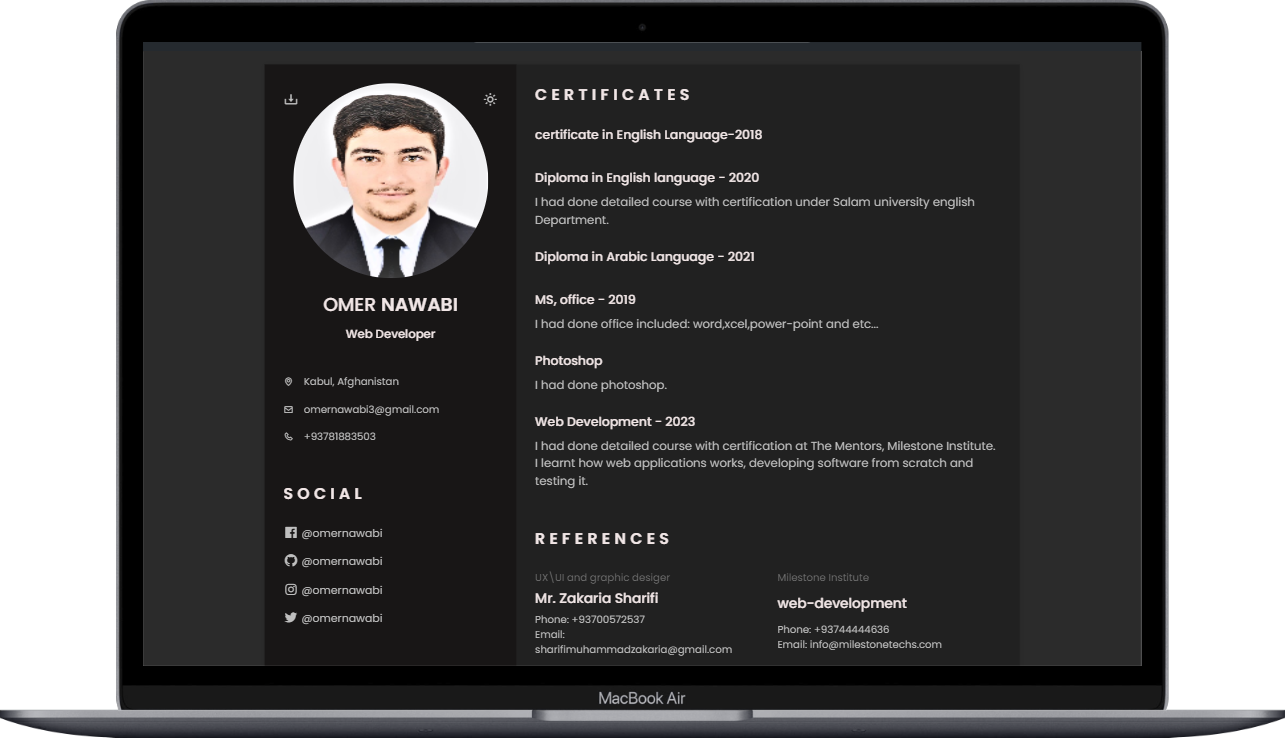 OMER NAWABI
Web Developer
Kabul, Afghanistan
omernawabi3@gmail.com
+93781883503
SOCIAL
@omernawabi
@omernawabi
@omernawabi
@omernawabi
CERTIFICATES
certificate in English Language-2018
Diploma in English language - 2020
I had done detailed course with certification under Salam university english
Department.
Diploma in Arabic Language - 2021
MS, office - 2019
I had done office included: word,xcel,power-point and etc...
Photoshop
I had done photoshop.
Web Development - 2023
I had done detailed course with certification at The Mentors, Milestone Institute.
I learnt how web applications works, developing software from scratch and
testing it.
REFERENCES
UX\UI and graphic desiger
Mr. Zakaria Sharifi
Phone: +93700572537
Email:
sharifimuhammadzakaria@gmail.com
Milestone Institute
web-development
Phone: +93744444636
Email: info@milestonetechs.com
MacBook Air